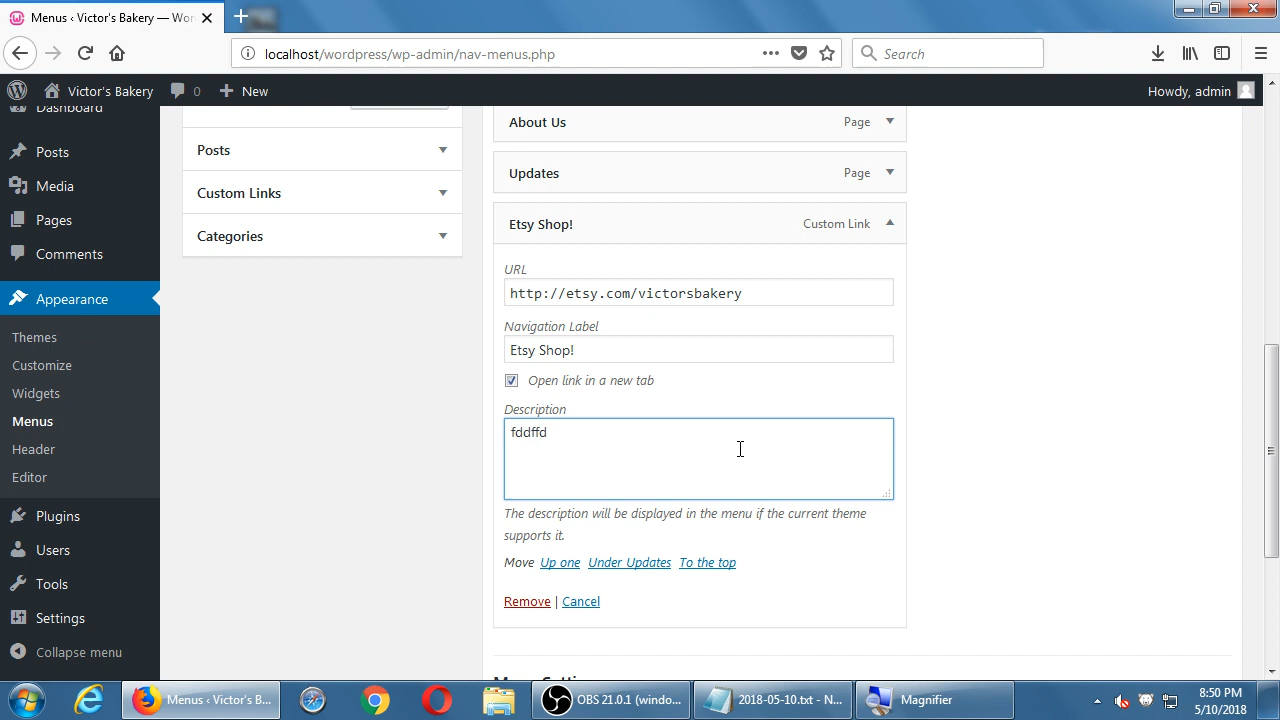 Menus ‹ Victor's Bakery — Wor
localhost/wordpress/wp-admin/nav-menus.php
Search
Victor's Bakery
0
New
Howdy, admin
Dashboard
Posts
Media
Pages
Comments
Appearance
Themes
Customize
Widgets
Menus
Header
Editor
Plugins
Users
Tools
Settings
Collapse menu
Posts
Custom Links
Categories
About Us Page
Updates Page
Etsy Shop! Custom Link
URL
http://etsy.com/victorsbakery
Navigation Label
Etsy Shop!
Open link in a new tab
Description
fddffd
The description will be displayed in the menu if the current theme
supports it.
Move Up one Under Updates To the top
Remove | Cancel
Menus ‹ Victor's B...
OBS 21.0.1 (windo...
2018-05-10.txt - N...
Magnifier
8:50 PM
5/10/2018